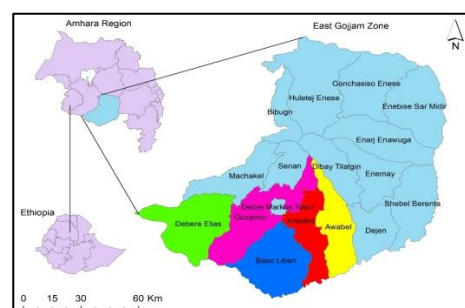 Amhara Region
East Gojjam Zone
N
Gonchasiso Enese
Huletej Enese
Enebise Sar Midir
Bibugn
Enarj Enawuga
Senan
Dibay Tilatgin
Machakel
Enemay
Debre Markos Town
Shebel Berenta
Ethiopia
Debere Elias
Gozamin
Aneded
Awabel
Dejen
Baso Liben
0 15 30 60 Km